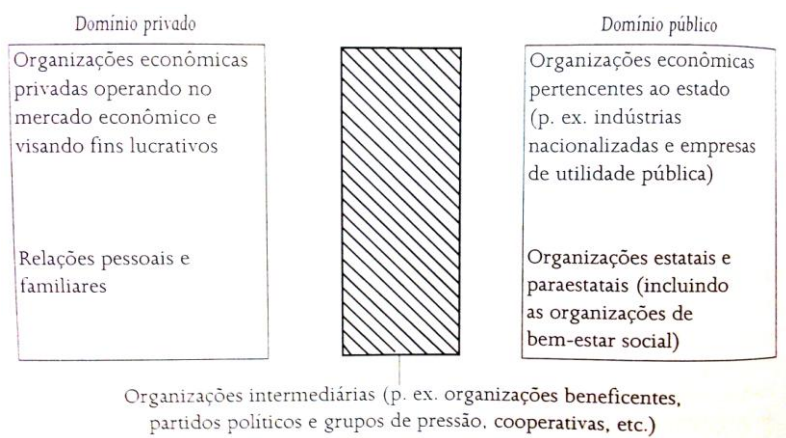 Domínio privado
Organizações econômicas
privadas operando no
mercado econômico e
visando fins lucrativos
Relações pessoais e
familiares
Domínio público
Organizações econômicas
pertencentes ao estado
(p. ex. indústrias
nacionalizadas e empresas
de utilidade pública)
Organizações estatais e
paraestatais (incluindo
as organizações de
bem-estar social)
Organizações intermediárias (p. ex. organizações beneficentes,
partidos políticos e grupos de pressão, cooperativas, etc.)